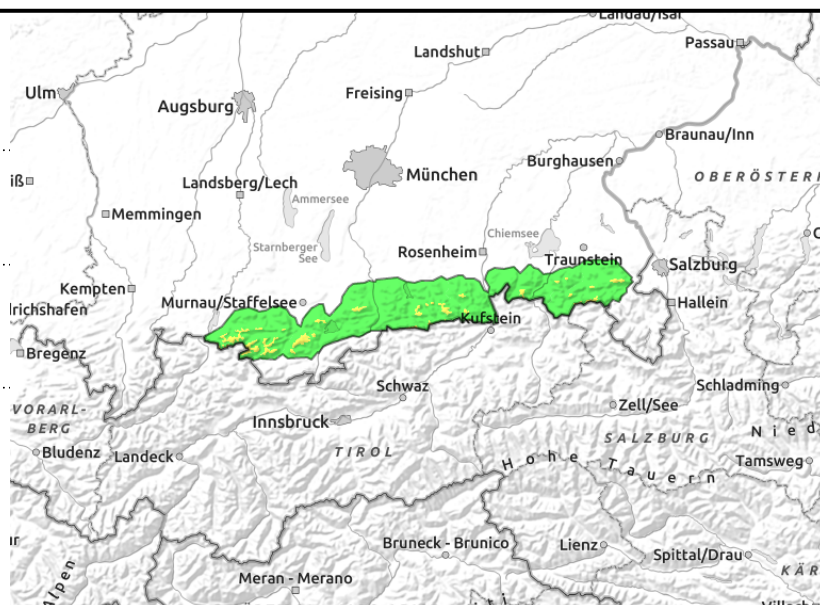 Landau/Isar
Passau
Landshut
Ulm
Freising
Augsburg
Braunau/Inn
Burghausen
München
OBERÖSTERR
iß
Landsberg/Lech
Ammersee
Memmingen
Chiemsee
Starnberger
See
Rosenheim
Traunstein
Salzburg
Kempten
Murnau/Staffelsee
Hallein
drichshafen
Kufstein
Bregenz
Schwaz
Schladming
VORARL-
BERG
Zell/See
Innsbruck
Nied
SALZBURG
TIROL
Bludenz
Landeck
Hohe Tauern
Tamsweg
Bruneck - Brunico
Lienz
Spittal/Drau
Alpen
Meran - Merano
KÄR